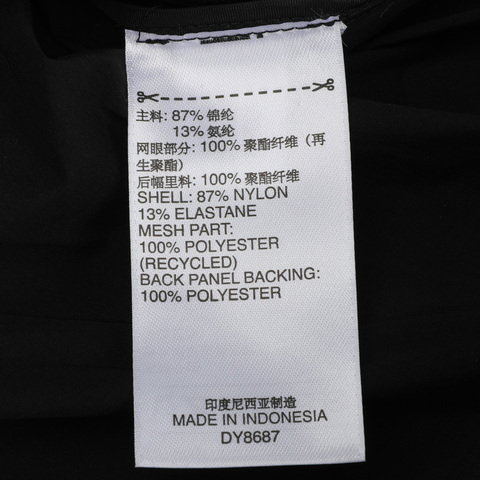 主料: 87% 锦纶
13% 氨纶
网眼部分: 100% 聚酯纤维（再
生聚酯）
后幅里料: 100% 聚酯纤维
SHELL: 87% NYLON
13% ELASTANE
MESH PART:
100% POLYESTER
(RECYCLED)
BACK PANEL BACKING:
100% POLYESTER
印度尼西亚制造
MADE IN INDONESIA
DY8687